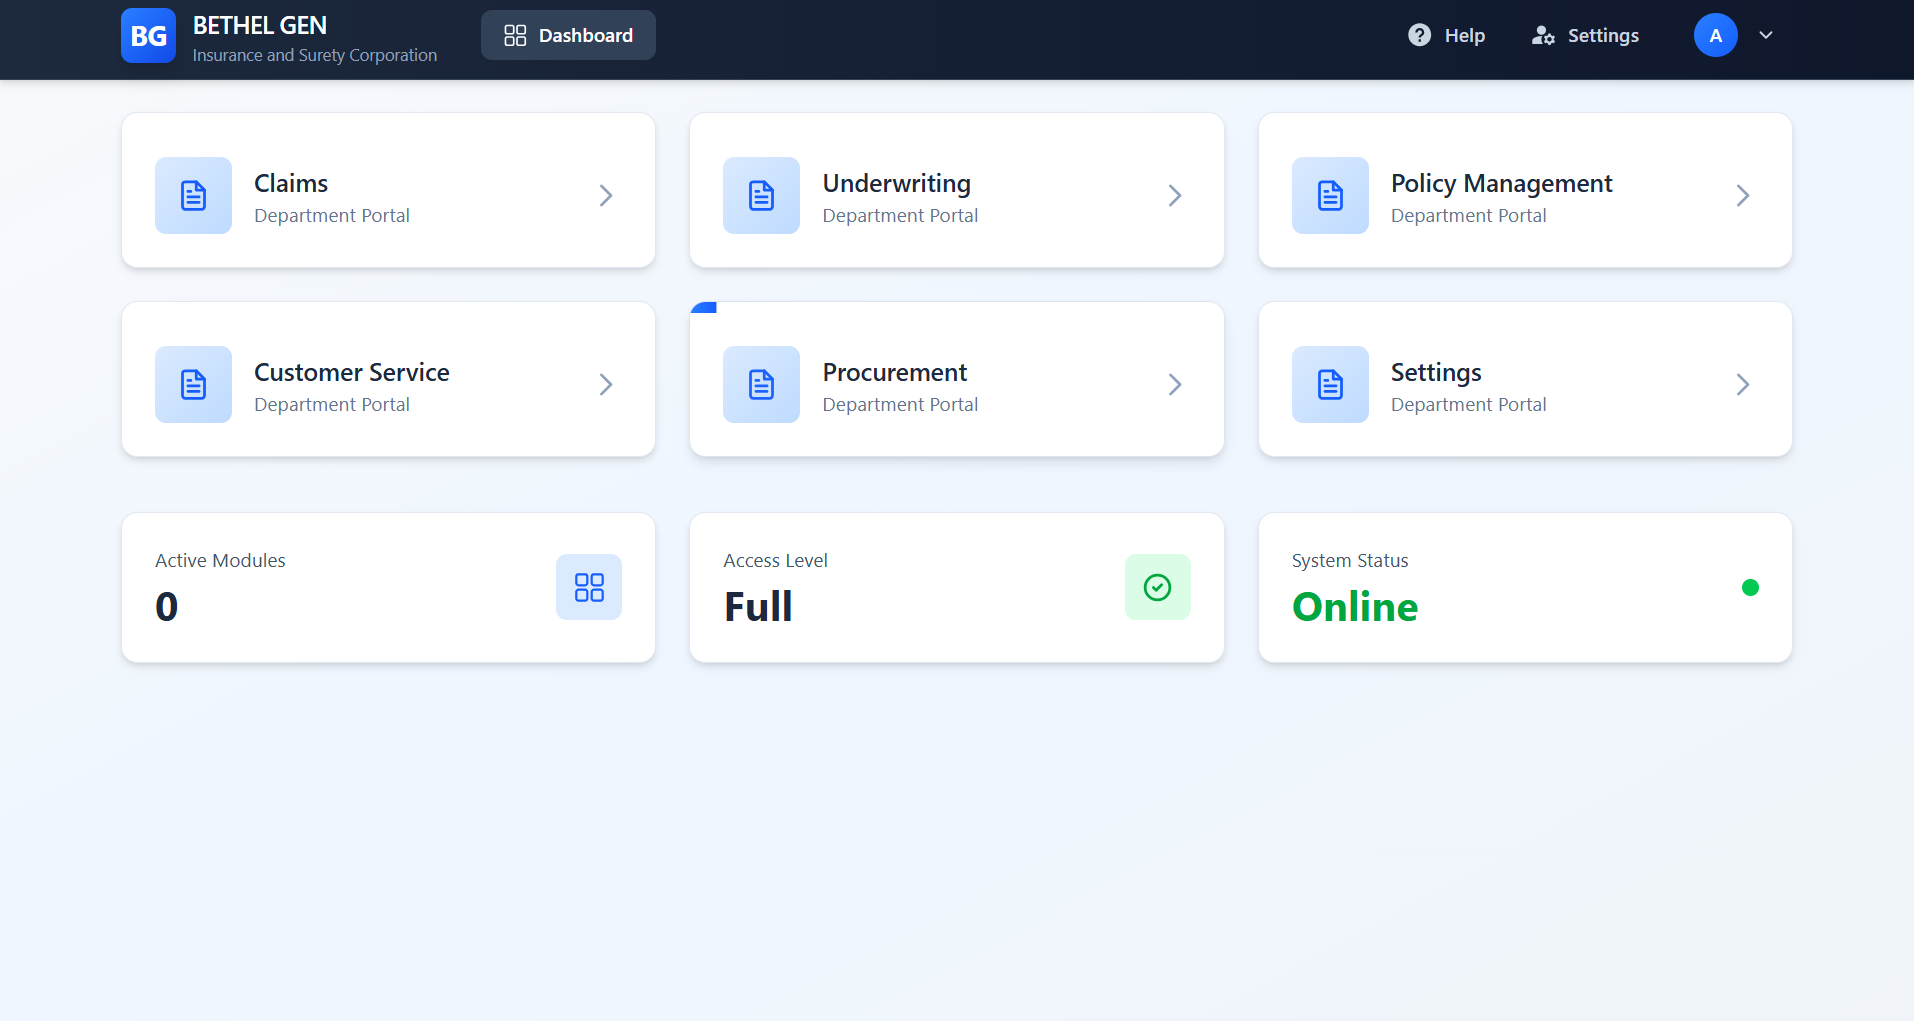 BG
BETHEL GEN
Insurance and Surety Corporation
Dashboard
Help
Settings
A
Claims
Department Portal
Underwriting
Department Portal
Policy Management
Department Portal
Customer Service
Department Portal
Procurement
Department Portal
Settings
Department Portal
Active Modules
0
Access Level
Full
System Status
Online